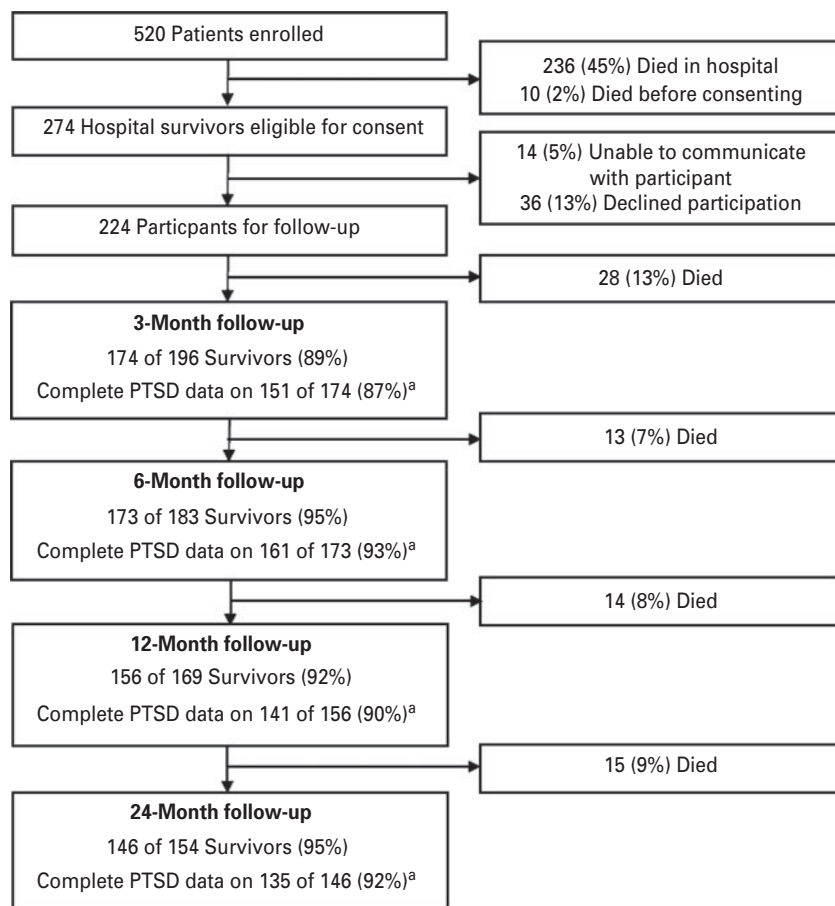 520 Patients enrolled
236 (45%) Died in hospital
10 (2%) Died before consenting
274 Hospital survivors eligible for consent
14 (5%) Unable to communicate
with participant
36 (13%) Declined participation
224 Particpants for follow-up
28 (13%) Died
3-Month follow-up
174 of 196 Survivors (89%)
Complete PTSD data on 151 of 174 (87%)ᵃ
13 (7%) Died
6-Month follow-up
173 of 183 Survivors (95%)
Complete PTSD data on 161 of 173 (93%)ᵃ
14 (8%) Died
12-Month follow-up
156 of 169 Survivors (92%)
Complete PTSD data on 141 of 156 (90%)ᵃ
15 (9%) Died
24-Month follow-up
146 of 154 Survivors (95%)
Complete PTSD data on 135 of 146 (92%)ᵃ